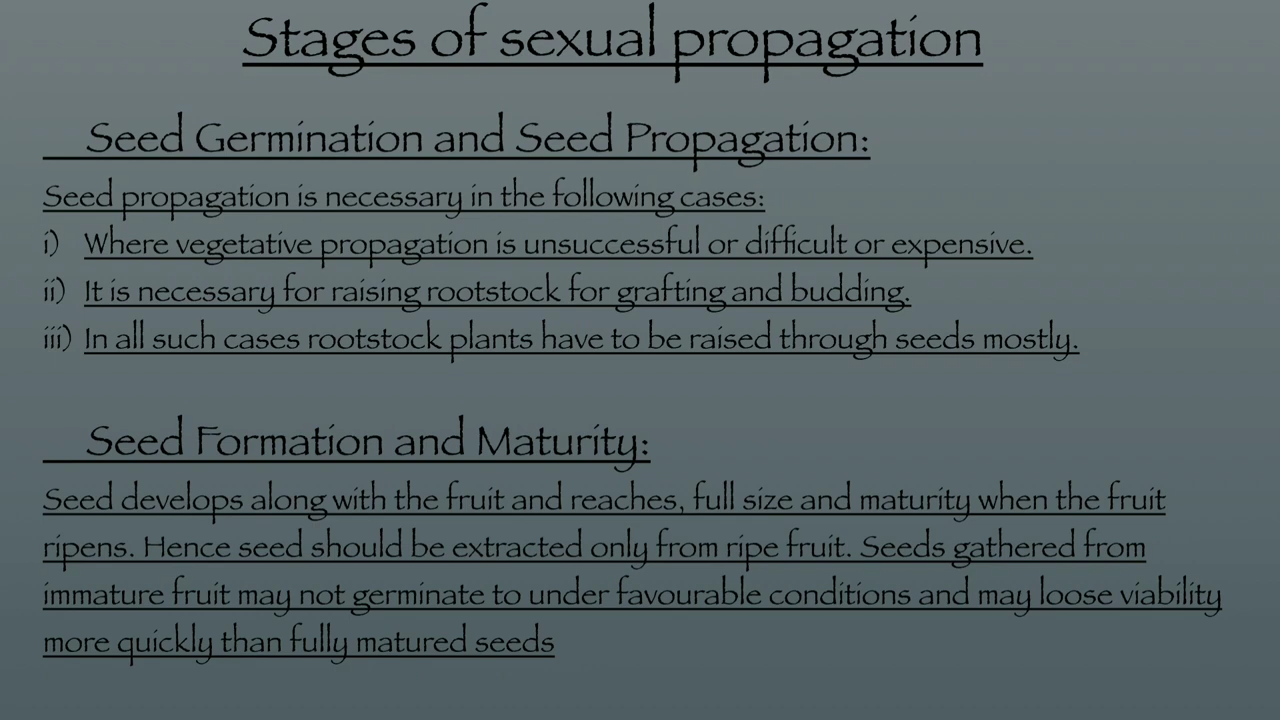 Stages of sexual propagation
Seed Germination and Seed Propagation:
Seed propagation is necessary in the following cases:
i) Where vegetative propagation is unsuccessful or difficult or expensive.
ii) It is necessary for raising rootstock for grafting and budding.
iii) In all such cases rootstock plants have to be raised through seeds mostly.
Seed Formation and Maturity:
Seed develops along with the fruit and reaches, full size and maturity when the fruit
ripens. Hence seed should be extracted only from ripe fruit. Seeds gathered from
immature fruit may not germinate to under favourable conditions and may loose viability
more quickly than fully matured seeds